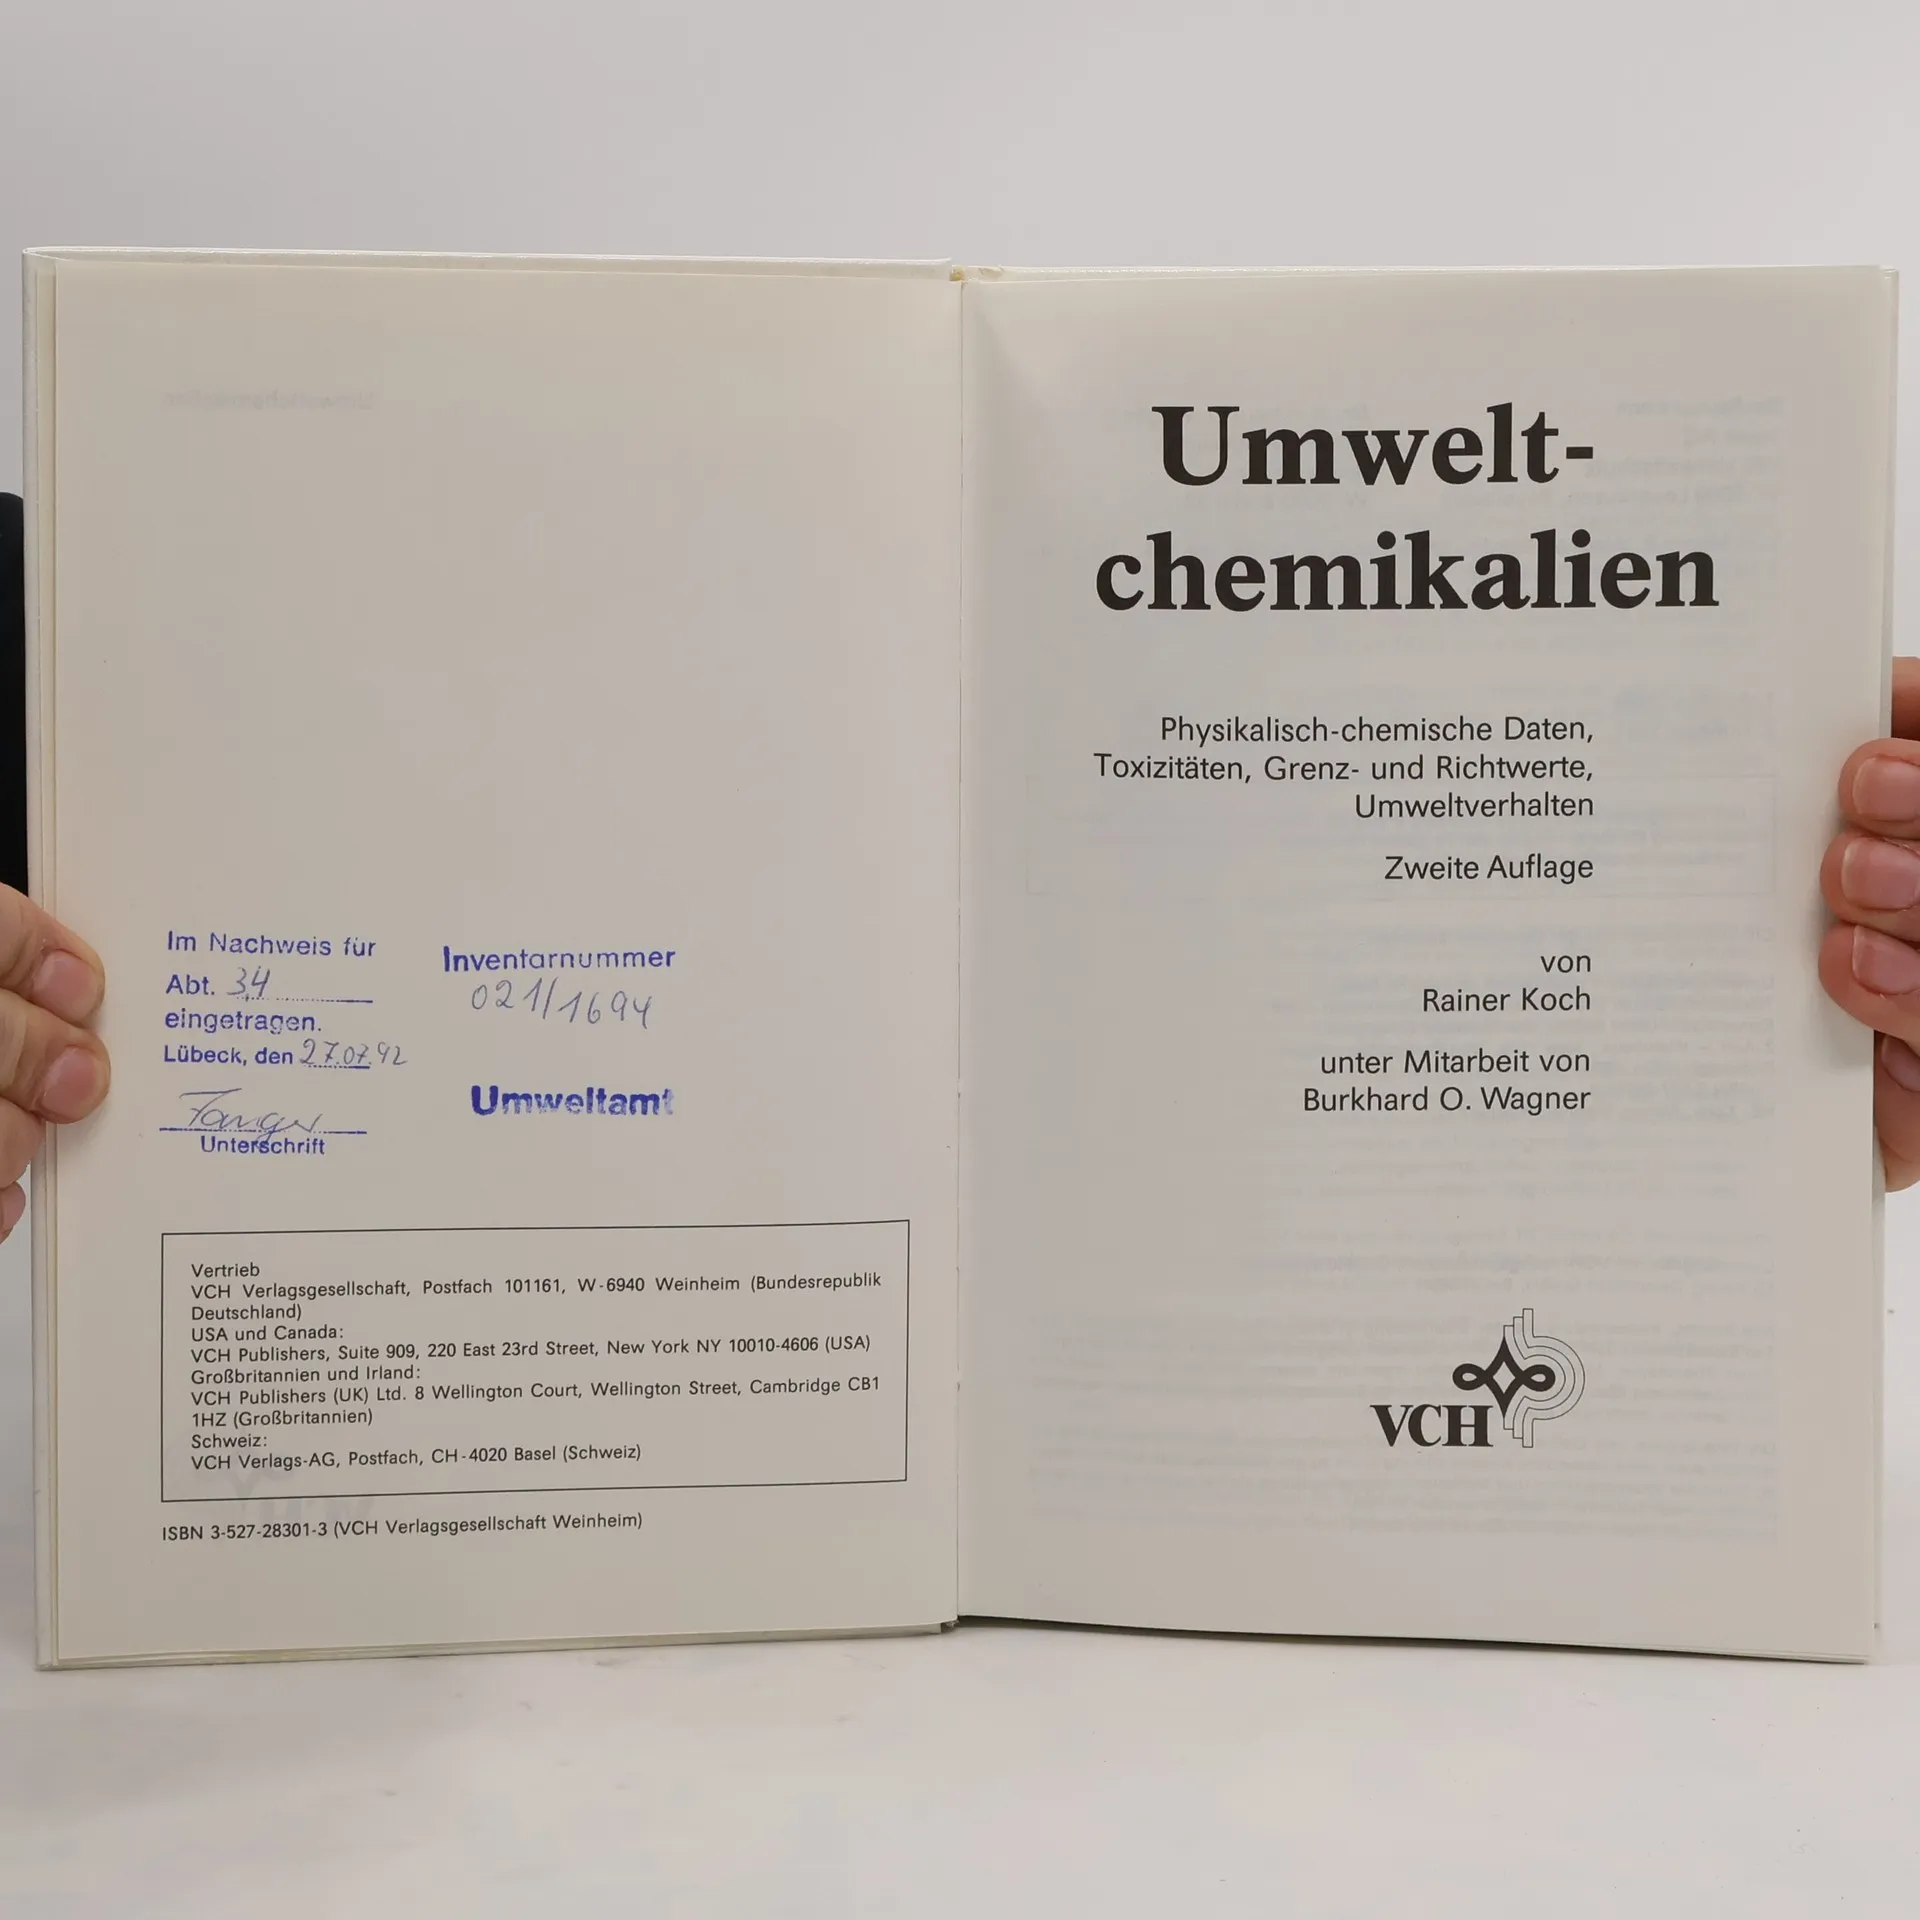 Im Nachweis für
Abt. 34
eingetragen.
Lübeck, den 27.07.92
Unterschrift
Inventarnummer
021/1694
Umweltamt
Vertrieb
VCH Verlagsgesellschaft, Postfach 101161, W-6940 Weinheim (Bundesrepublik
Deutschland)
USA und Canada:
VCH Publishers, Suite 909, 220 East 23rd Street, New York NY 10010-4606 (USA)
Großbritannien und Irland:
VCH Publishers (UK) Ltd. 8 Wellington Court, Wellington Street, Cambridge CB1
1HZ (Großbritannien)
Schweiz:
VCH Verlags-AG, Postfach, CH-4020 Basel (Schweiz)
ISBN 3-527-28301-3 (VCH Verlagsgesellschaft Weinheim)
Umwelt-
chemikalien
Physikalisch-chemische Daten,
Toxizitäten, Grenz- und Richtwerte,
Umweltverhalten
Zweite Auflage
von
Rainer Koch
unter Mitarbeit von
Burkhard O. Wagner
VCH